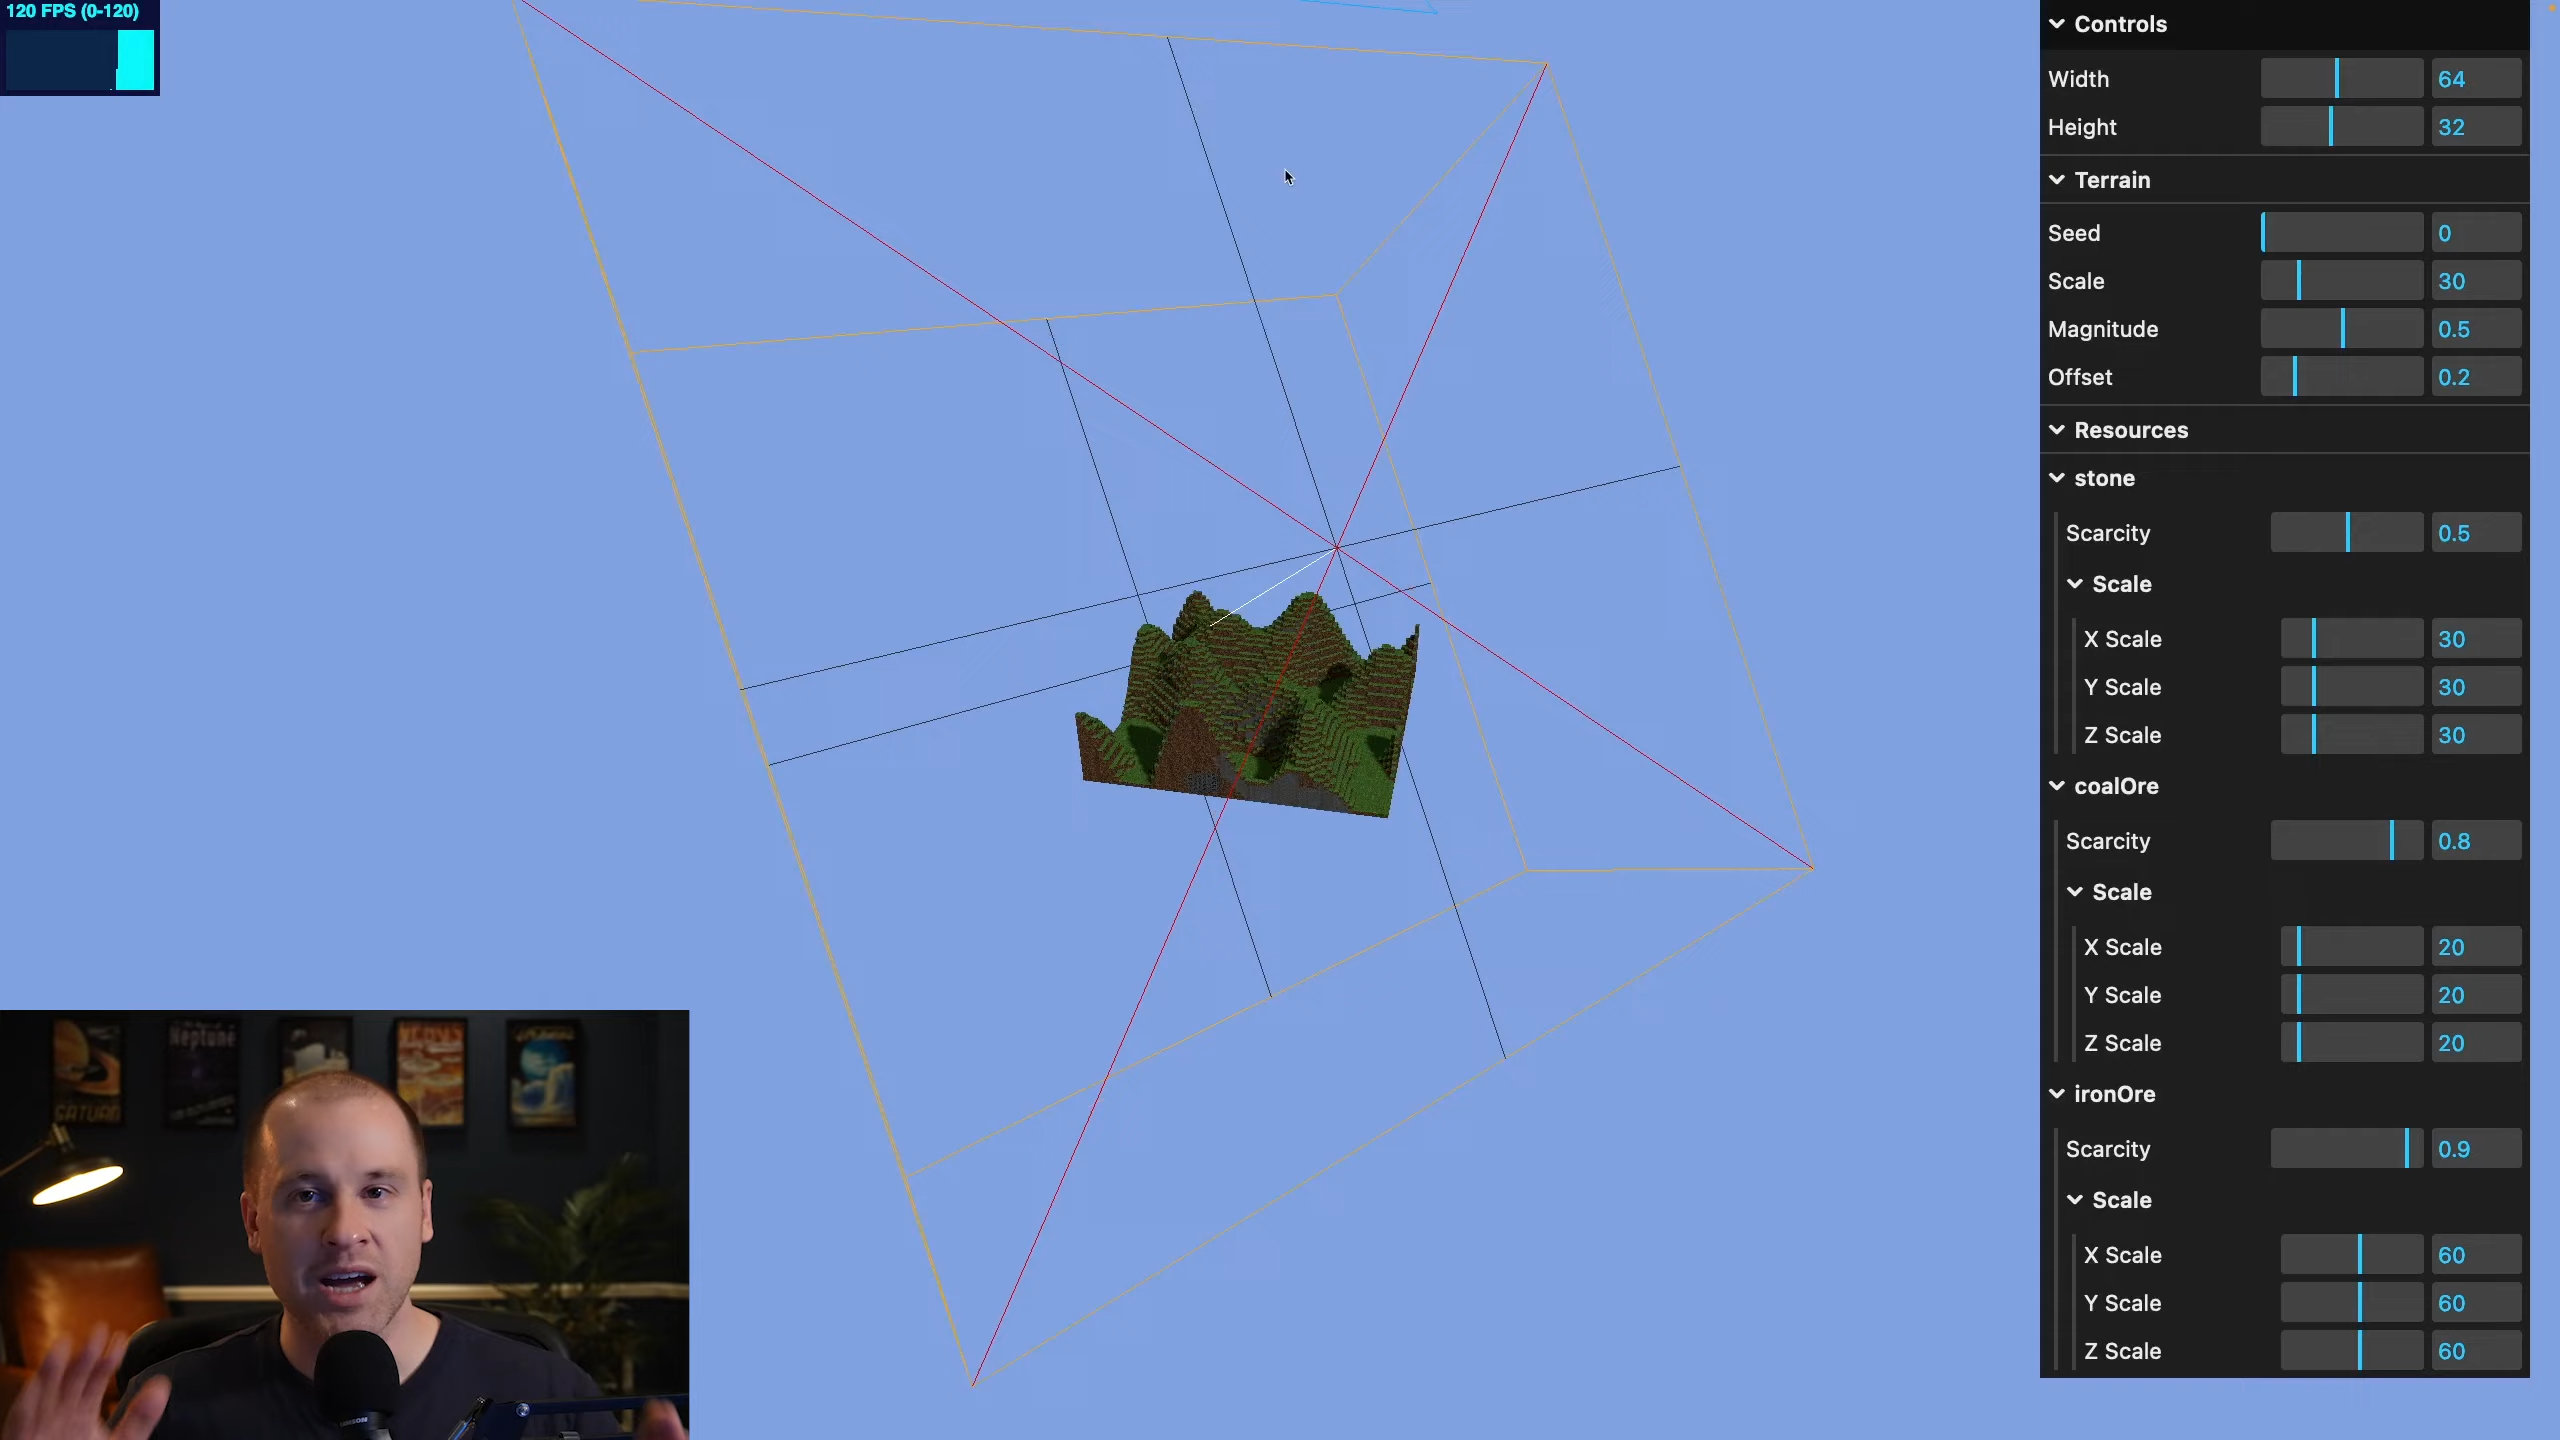 120 FPS (0-120)
Controls
Width 64
Height 32
Terrain
Seed 0
Scale 30
Magnitude 0.5
Offset 0.2
Resources
stone
Scarcity 0.5
Scale
X Scale 30
Y Scale 30
Z Scale 30
coalOre
Scarcity 0.8
Scale
X Scale 20
Y Scale 20
Z Scale 20
ironOre
Scarcity 0.9
Scale
X Scale 60
Y Scale 60
Z Scale 60
SATURN
Neptune